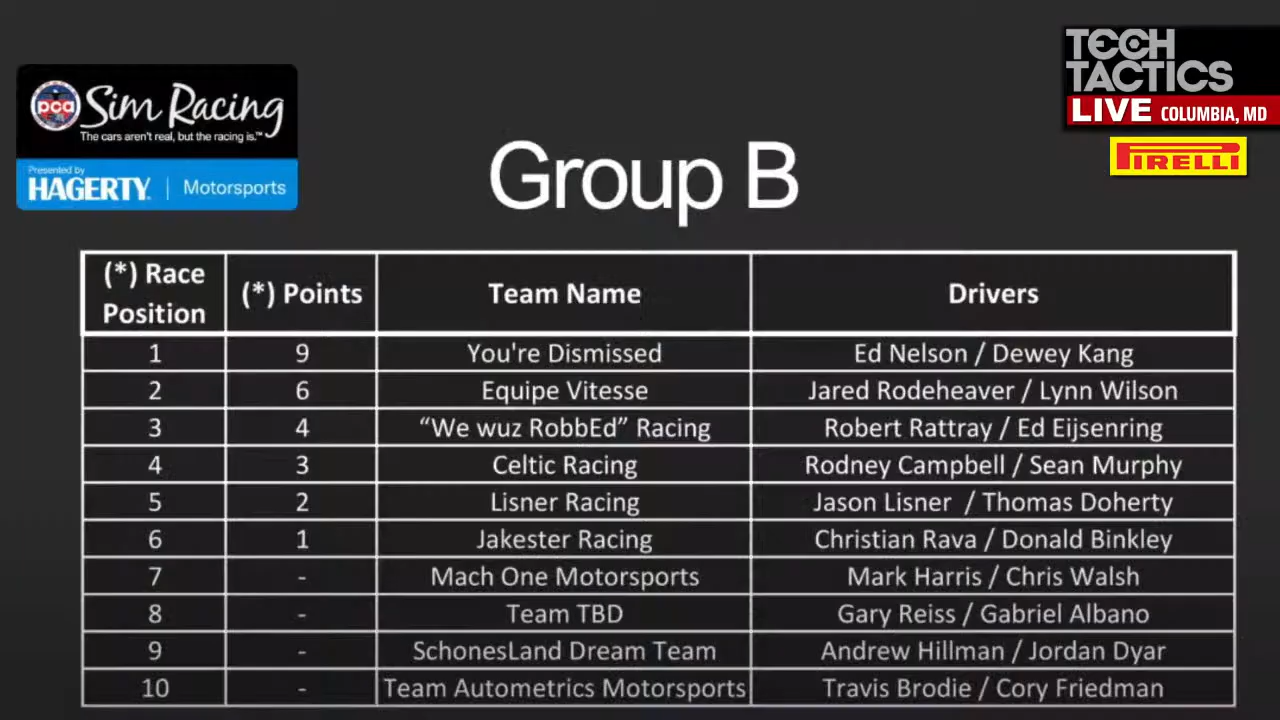 TECH
TACTICS
LIVE COLUMBIA, MD
PIRELLI
pca Sim Racing
The cars aren't real, but the racing is.™
Presented by
HAGERTY | Motorsports
Group B
(*) Race Position (*) Points Team Name Drivers
1 9 You're Dismissed Ed Nelson / Dewey Kang
2 6 Equipe Vitesse Jared Rodeheaver / Lynn Wilson
3 4 “We wuz RobbEd” Racing Robert Rattray / Ed Eijsenring
4 3 Celtic Racing Rodney Campbell / Sean Murphy
5 2 Lisner Racing Jason Lisner / Thomas Doherty
6 1 Jakester Racing Christian Rava / Donald Binkley
7 - Mach One Motorsports Mark Harris / Chris Walsh
8 - Team TBD Gary Reiss / Gabriel Albano
9 - SchonesLand Dream Team Andrew Hillman / Jordan Dyar
10 - Team Autometrics Motorsports Travis Brodie / Cory Friedman